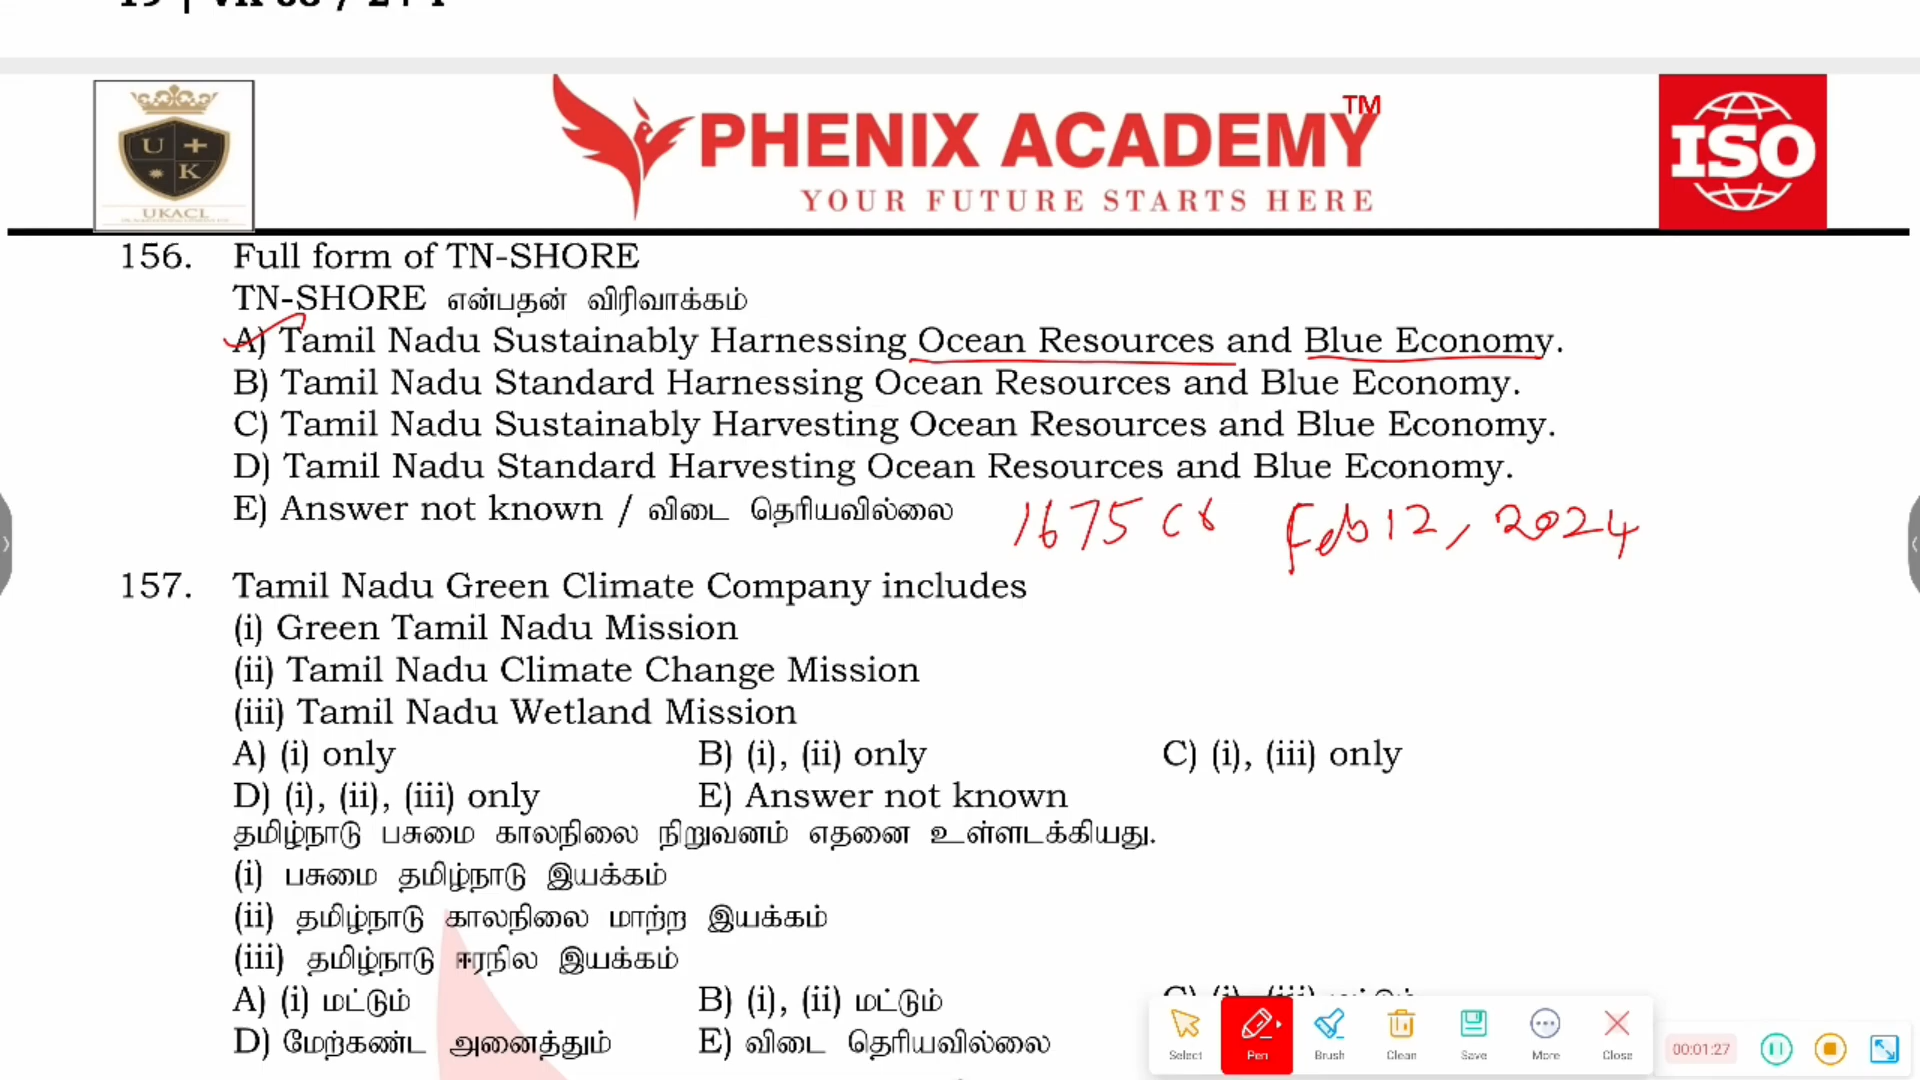 U +
K
UKACL
PHENIX ACADEMY™
YOUR FUTURE STARTS HERE
ISO
156. Full form of TN-SHORE
TN-SHORE என்பதன் விரிவாக்கம்
A) Tamil Nadu Sustainably Harnessing Ocean Resources and Blue Economy.
B) Tamil Nadu Standard Harnessing Ocean Resources and Blue Economy.
C) Tamil Nadu Sustainably Harvesting Ocean Resources and Blue Economy.
D) Tamil Nadu Standard Harvesting Ocean Resources and Blue Economy.
E) Answer not known / விடை தெரியவில்லை
1675 Cr Feb 12, 2024
157. Tamil Nadu Green Climate Company includes
(i) Green Tamil Nadu Mission
(ii) Tamil Nadu Climate Change Mission
(iii) Tamil Nadu Wetland Mission
A) (i) only B) (i), (ii) only C) (i), (iii) only
D) (i), (ii), (iii) only E) Answer not known
தமிழ்நாடு பசுமை காலநிலை நிறுவனம் எதனை உள்ளடக்கியது.
(i) பசுமை தமிழ்நாடு இயக்கம்
(ii) தமிழ்நாடு காலநிலை மாற்ற இயக்கம்
(iii) தமிழ்நாடு ஈரநில இயக்கம்
A) (i) மட்டும் B) (i), (ii) மட்டும்
D) மேற்கண்ட அனைத்தும் E) விடை தெரியவில்லை
Select Pen Brush Clean Save More Close
00:01:27